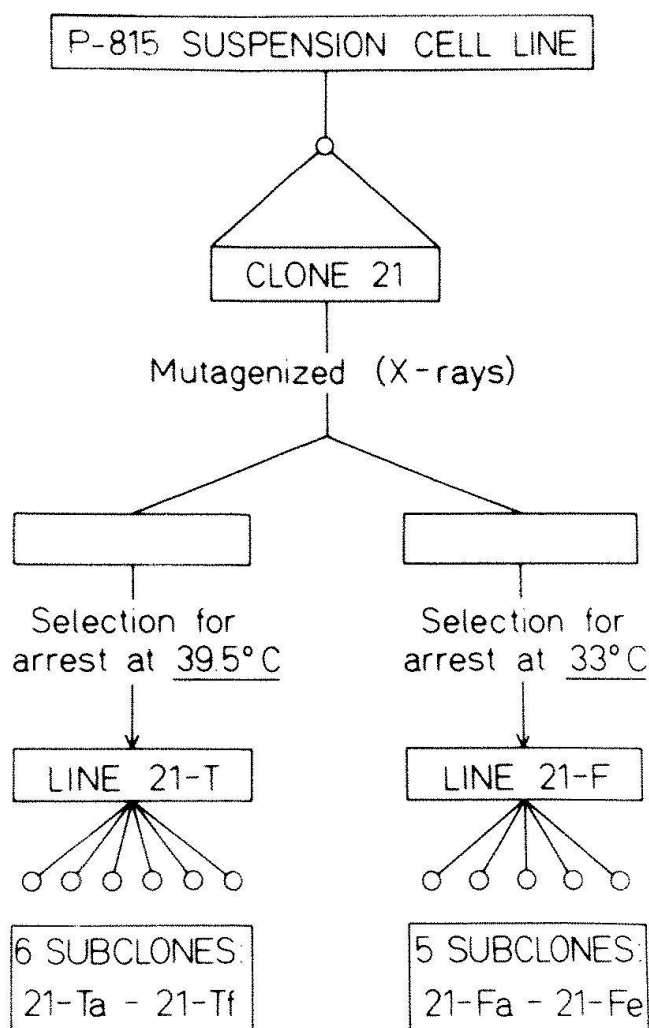 P-815 SUSPENSION CELL LINE
CLONE 21
Mutagenized (X-rays)
Selection for
arrest at 39.5°C
Selection for
arrest at 33°C
LINE 21-T
LINE 21-F
6 SUBCLONES:
21-Ta - 21-Tf
5 SUBCLONES:
21-Fa - 21-Fe